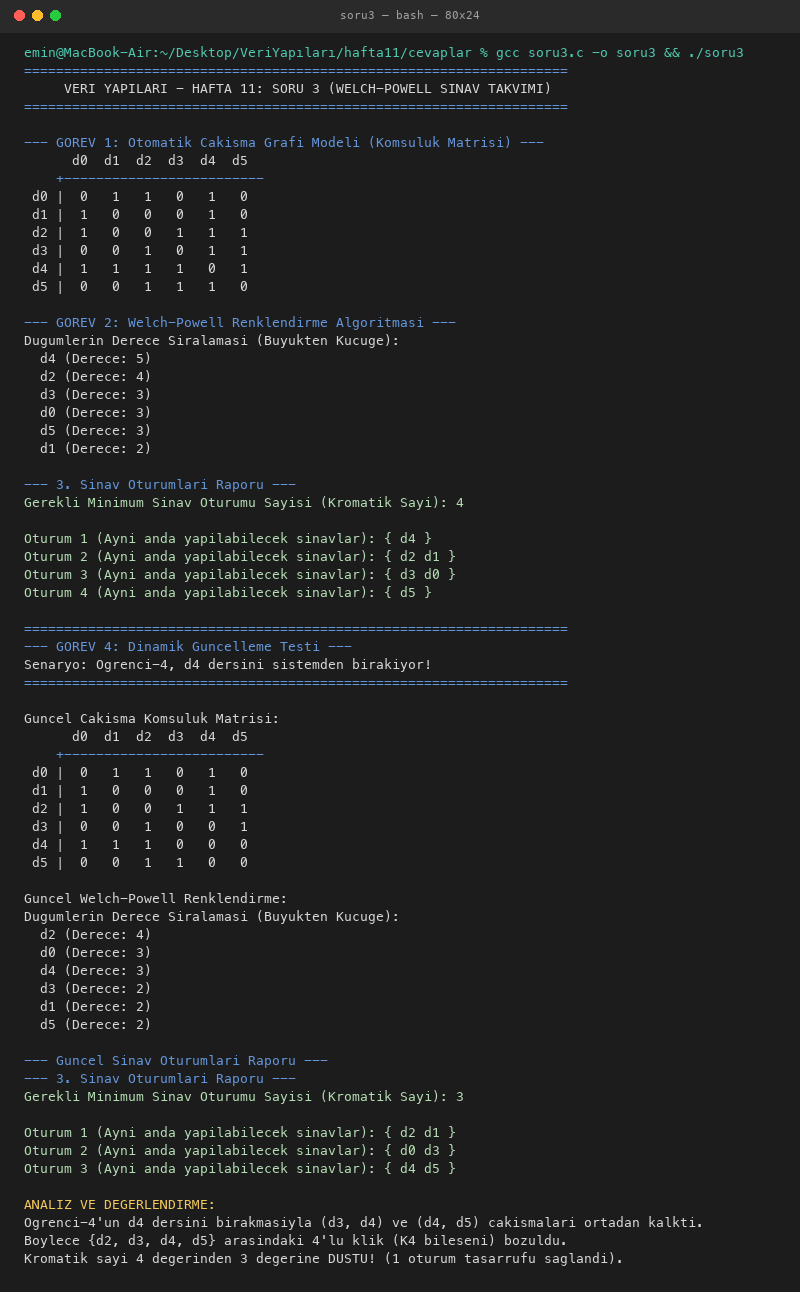 soru3 — bash — 80x24
emin@MacBook-Air:~/Desktop/VeriYapıları/hafta11/cevaplar % gcc soru3.c -o soru3 && ./soru3
====================================================================
     VERI YAPILARI - HAFTA 11: SORU 3 (WELCH-POWELL SINAV TAKVIMI)
====================================================================
--- GOREV 1: Otomatik Cakisma Grafi Modeli (Komsuluk Matrisi) ---
      d0  d1  d2  d3  d4  d5
    +-------------------------
 d0 |  0   1   1   0   1   0
 d1 |  1   0   0   0   1   0
 d2 |  1   0   0   1   1   1
 d3 |  0   0   1   0   1   1
 d4 |  1   1   1   1   0   1
 d5 |  0   0   1   1   1   0
--- GOREV 2: Welch-Powell Renklendirme Algoritmasi ---
Dugumlerin Derece Siralamasi (Buyukten Kucuge):
  d4 (Derece: 5)
  d2 (Derece: 4)
  d3 (Derece: 3)
  d0 (Derece: 3)
  d5 (Derece: 3)
  d1 (Derece: 2)
--- 3. Sinav Oturumlari Raporu ---
Gerekli Minimum Sinav Oturumu Sayisi (Kromatik Sayi): 4
Oturum 1 (Ayni anda yapilabilecek sinavlar): { d4 }
Oturum 2 (Ayni anda yapilabilecek sinavlar): { d2 d1 }
Oturum 3 (Ayni anda yapilabilecek sinavlar): { d3 d0 }
Oturum 4 (Ayni anda yapilabilecek sinavlar): { d5 }
====================================================================
--- GOREV 4: Dinamik Guncelleme Testi ---
Senaryo: Ogrenci-4, d4 dersini sistemden birakiyor!
====================================================================
Guncel Cakisma Komsuluk Matrisi:
      d0  d1  d2  d3  d4  d5
    +-------------------------
 d0 |  0   1   1   0   1   0
 d1 |  1   0   0   0   1   0
 d2 |  1   0   0   1   1   1
 d3 |  0   0   1   0   0   1
 d4 |  1   1   1   0   0   0
 d5 |  0   0   1   1   0   0
Guncel Welch-Powell Renklendirme:
Dugumlerin Derece Siralamasi (Buyukten Kucuge):
  d2 (Derece: 4)
  d0 (Derece: 3)
  d4 (Derece: 3)
  d3 (Derece: 2)
  d1 (Derece: 2)
  d5 (Derece: 2)
--- Guncel Sinav Oturumlari Raporu ---
--- 3. Sinav Oturumlari Raporu ---
Gerekli Minimum Sinav Oturumu Sayisi (Kromatik Sayi): 3
Oturum 1 (Ayni anda yapilabilecek sinavlar): { d2 d1 }
Oturum 2 (Ayni anda yapilabilecek sinavlar): { d0 d3 }
Oturum 3 (Ayni anda yapilabilecek sinavlar): { d4 d5 }
ANALIZ VE DEGERLENDIRME:
Ogrenci-4'un d4 dersini birakmasiyla (d3, d4) ve (d4, d5) cakismalari ortadan kalkti.
Boylece {d2, d3, d4, d5} arasindaki 4'lu klik (K4 bileseni) bozuldu.
Kromatik sayi 4 degerinden 3 degerine DUSTU! (1 oturum tasarrufu saglandi).